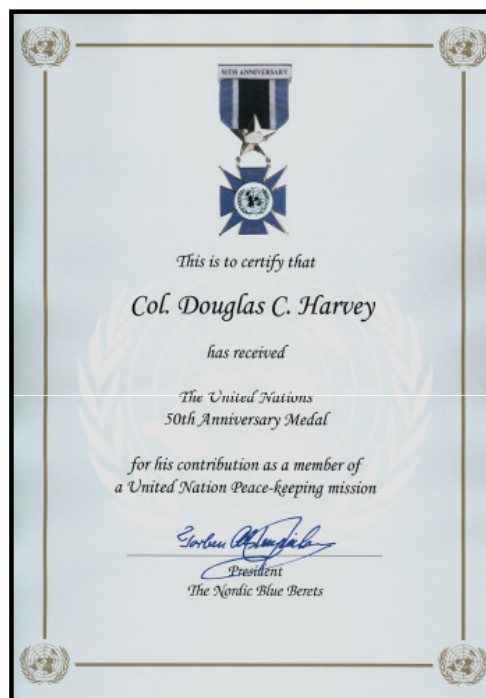 50TH ANNIVERSARY
This is to certify that
Col. Douglas C. Harvey
has received
The United Nations
50th Anniversary Medal
for his contribution as a member of
a United Nation Peace-keeping mission
President
The Nordic Blue Berets